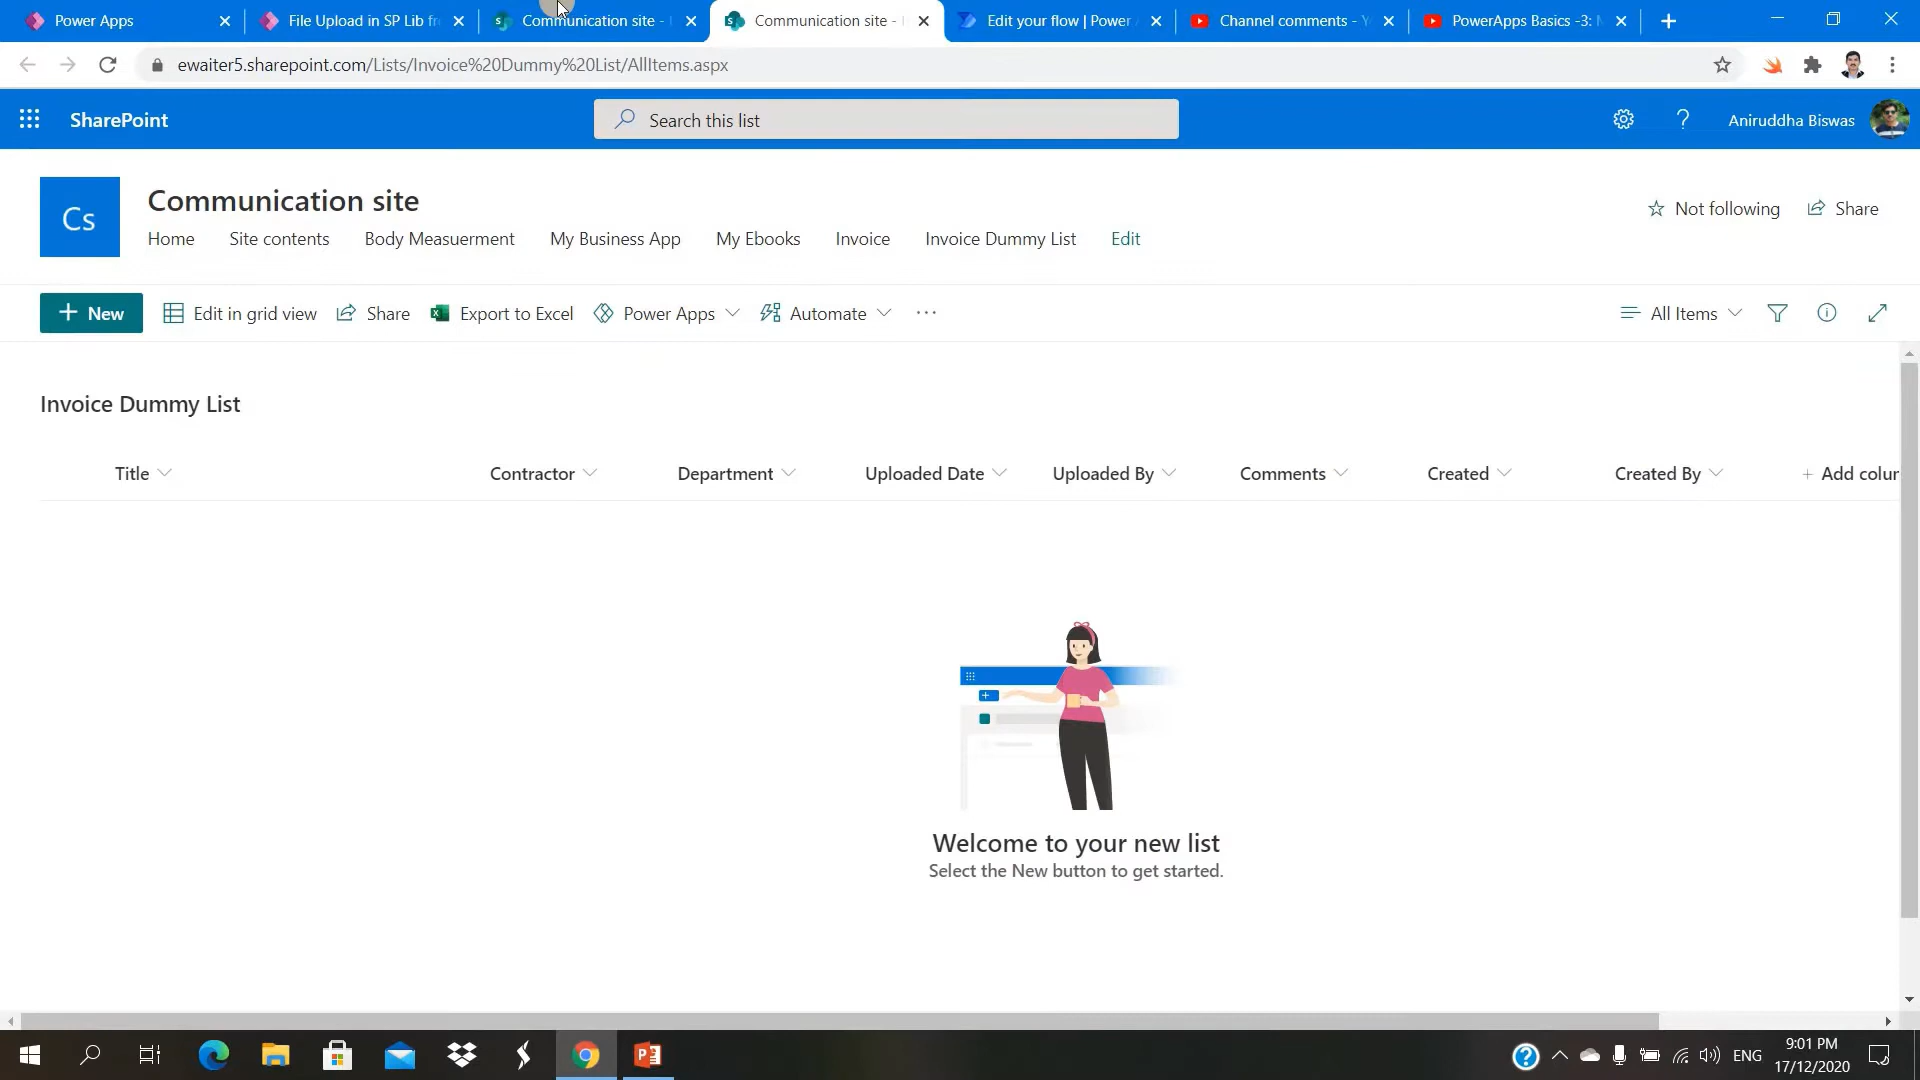 Power Apps
File Upload in SP Lib fr
Communication site -
Communication site -
Edit your flow | Power
Channel comments - Y
PowerApps Basics -3:
ewaiter5.sharepoint.com/Lists/Invoice%20Dummy%20List/AllItems.aspx
SharePoint
Search this list
Aniruddha Biswas
Cs
Communication site
Not following
Share
Home
Site contents
Body Measuerment
My Business App
My Ebooks
Invoice
Invoice Dummy List
Edit
New
Edit in grid view
Share
Export to Excel
Power Apps
Automate
All Items
Invoice Dummy List
Title
Contractor
Department
Uploaded Date
Uploaded By
Comments
Created
Created By
+ Add colur
Welcome to your new list
Select the New button to get started.
ENG
9:01 PM
17/12/2020